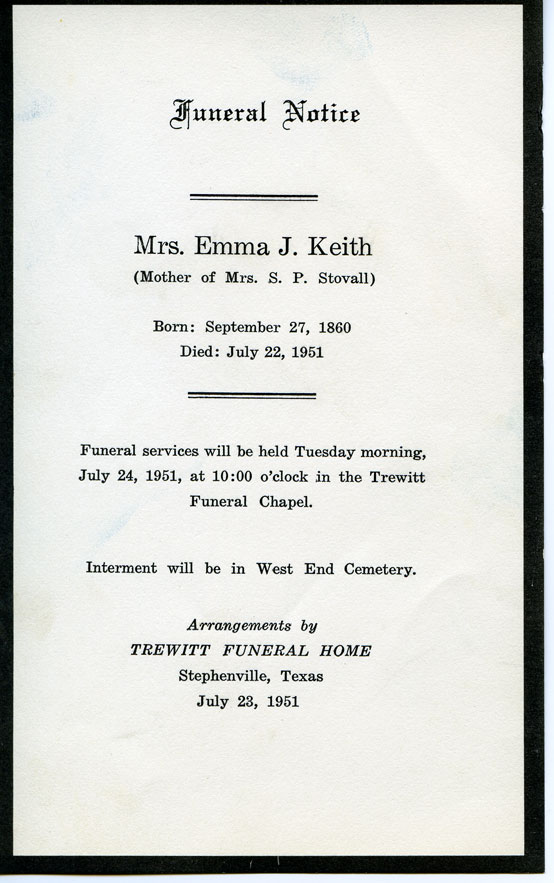 Funeral Notice
Mrs. Emma J. Keith
(Mother of Mrs. S. P. Stovall)
Born: September 27, 1860
Died: July 22, 1951
Funeral services will be held Tuesday morning,
July 24, 1951, at 10:00 o'clock in the Trewitt
Funeral Chapel.
Interment will be in West End Cemetery.
Arrangements by
TREWITT FUNERAL HOME
Stephenville, Texas
July 23, 1951